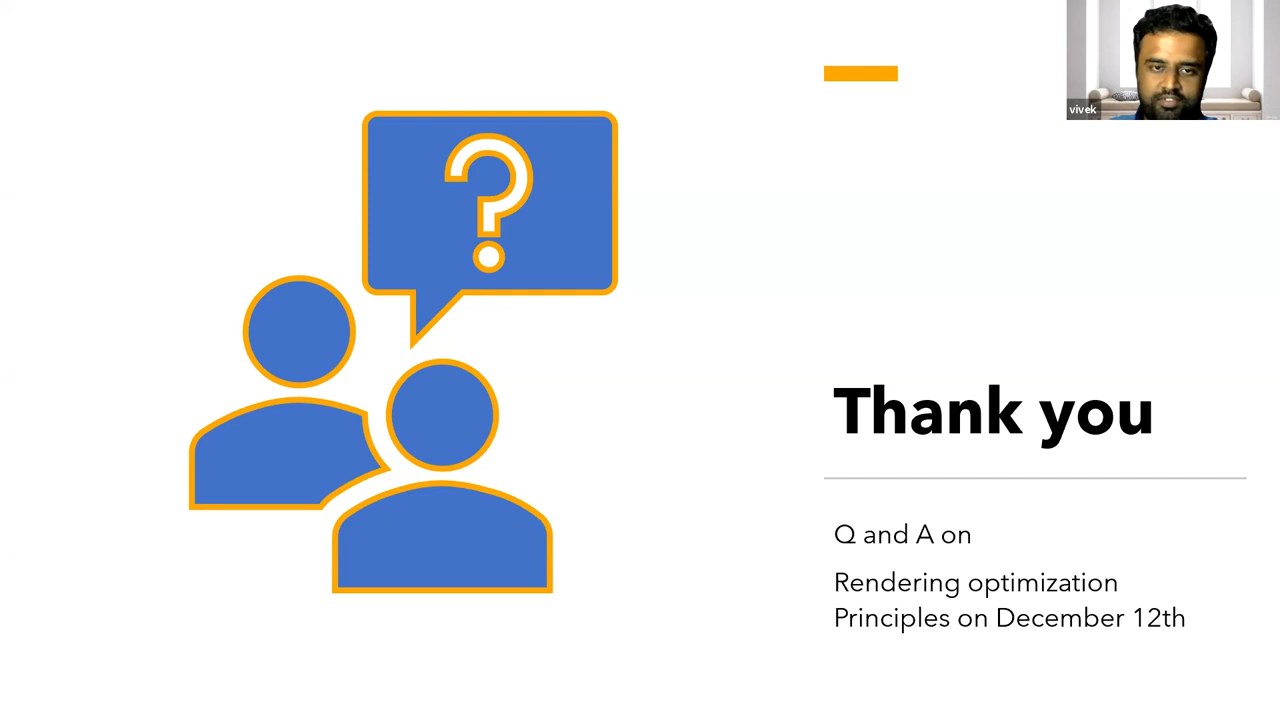 vivek
?
Thank you
Q and A on
Rendering optimization
Principles on December 12th